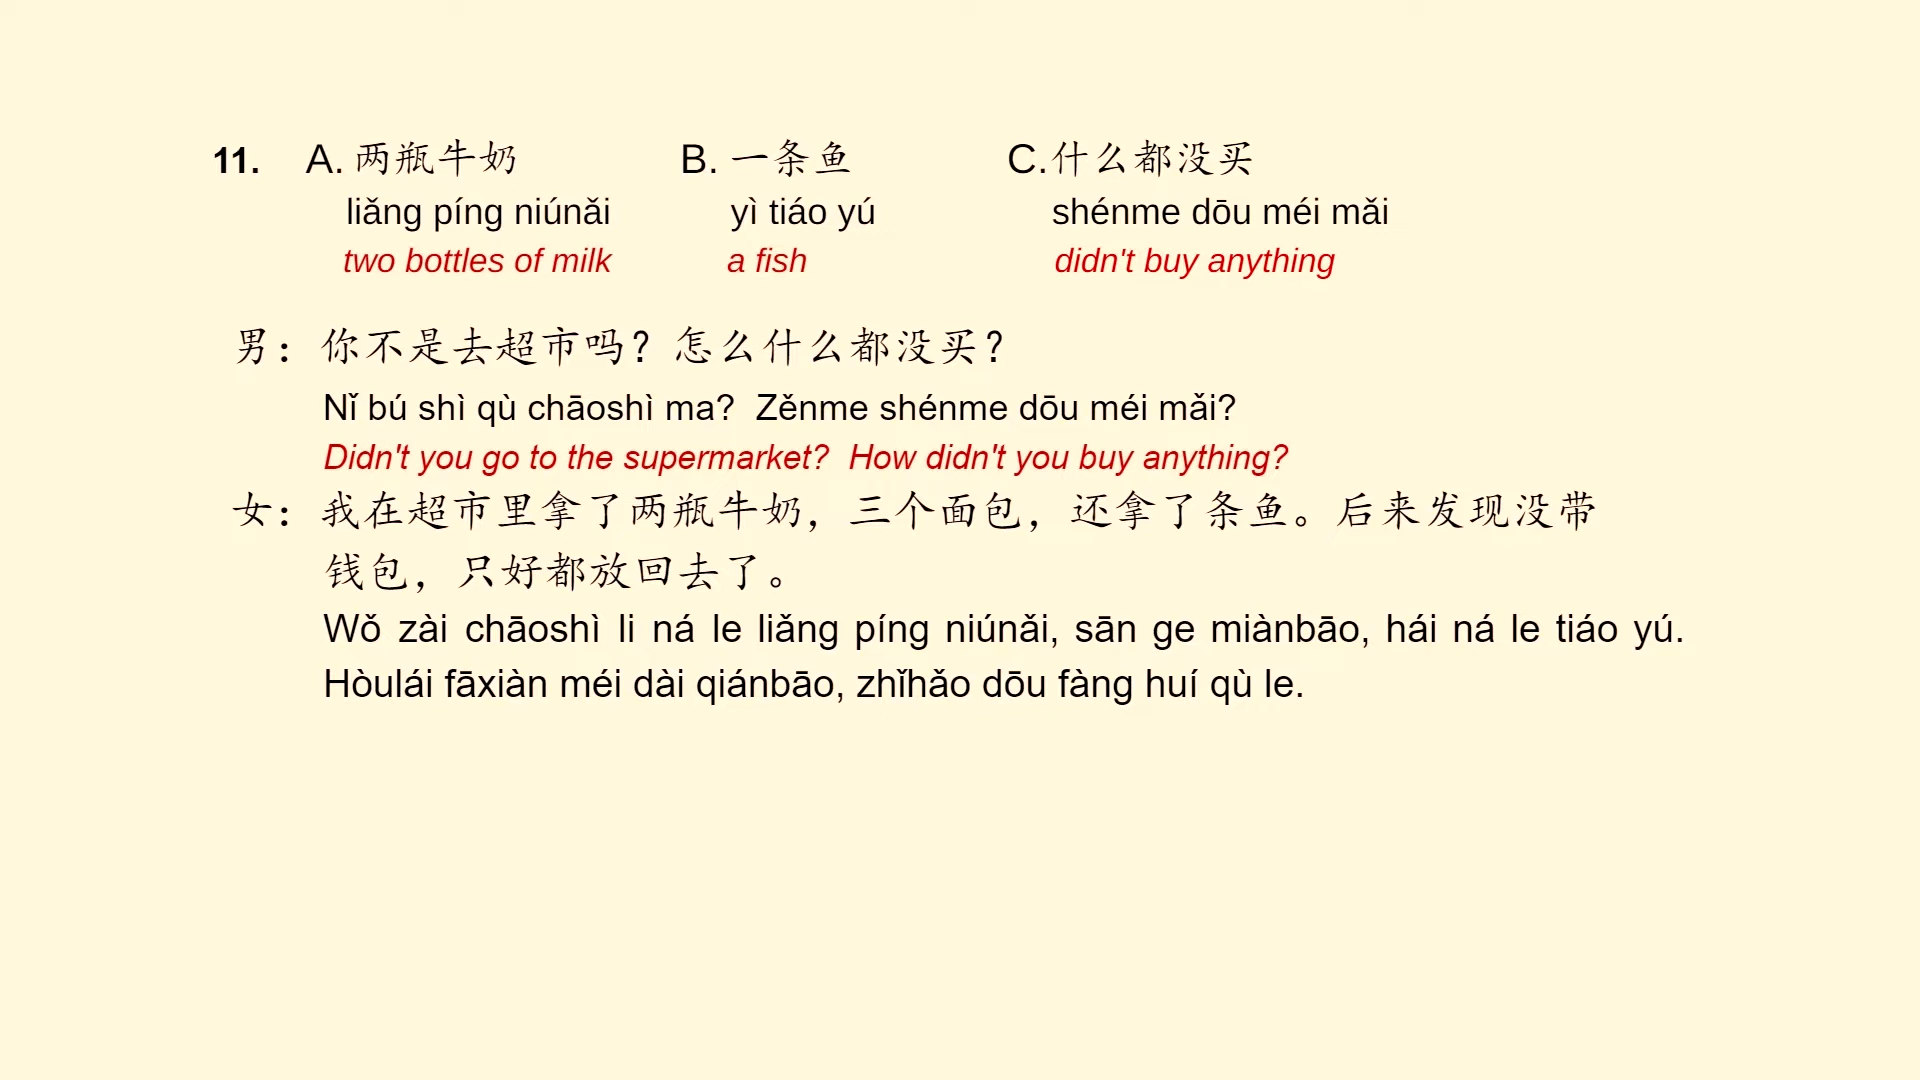 11. A. 两瓶牛奶 B. 一条鱼 C.什么都没买
liǎng píng niúnǎi yì tiáo yú shénme dōu méi mǎi
two bottles of milk a fish didn't buy anything
男：你不是去超市吗？怎么什么都没买？
Nǐ bú shì qù chāoshì ma? Zěnme shénme dōu méi mǎi?
Didn't you go to the supermarket? How didn't you buy anything?
女：我在超市里拿了两瓶牛奶，三个面包，还拿了条鱼。后来发现没带
钱包，只好都放回去了。
Wǒ zài chāoshì li ná le liǎng píng niúnǎi, sān ge miànbāo, hái ná le tiáo yú.
Hòulái fāxiàn méi dài qiánbāo, zhǐhǎo dōu fàng huí qù le.